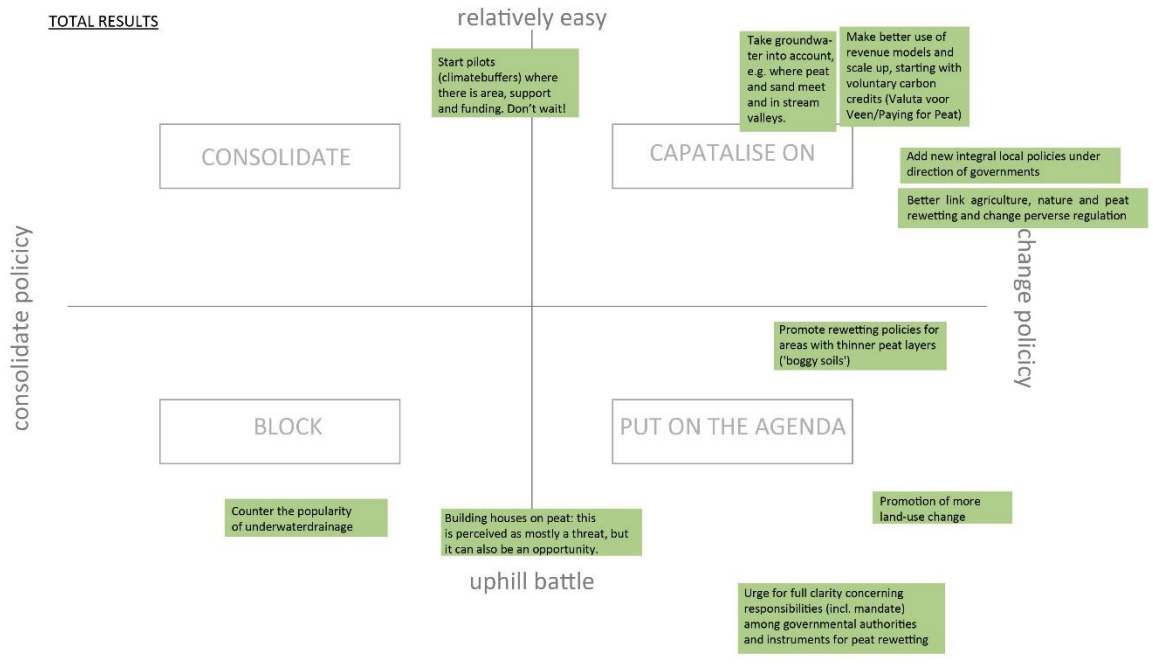 TOTAL RESULTS
relatively easy
Start pilots
(climatebuffers) where
there is area, support
and funding. Don't wait!
Take groundwa-
ter into account,
e.g. where peat
and sand meet
and in stream
valleys.
Make better use of
revenue models and
scale up, starting with
voluntary carbon
credits (Valuta voor
Veen/Paying for Peat)
CONSOLIDATE
CAPATALISE ON
Add new integral local policies under
direction of governments
Better link agriculture, nature and peat
rewetting and change perverse regulation
consolidate policicy
change policicy
Promote rewetting policies for
areas with thinner peat layers
('boggy soils')
BLOCK
PUT ON THE AGENDA
Counter the popularity
of underwaterdrainage
Building houses on peat: this
is perceived as mostly a threat, but
it can also be an opportunity.
Promotion of more
land-use change
uphill battle
Urge for full clarity concerning
responsibilities (incl. mandate)
among governmental authorities
and instruments for peat rewetting